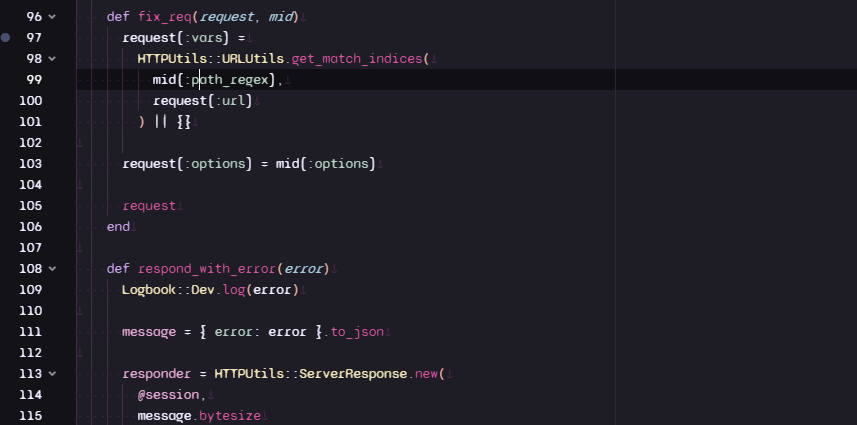 96 def fix_req(request, mid)
97 request[:vars] =
98 HTTPUtils::URLUtils.get_match_indices(
99 mid[:path_regex],
100 request[:url]
101 ) || {}
102
103 request[:options] = mid[:options]
104
105 request
106 end
107
108 def respond_with_error(error)
109 Logbook::Dev.log(error)
110
111 message = { error: error }.to_json
112
113 responder = HTTPUtils::ServerResponse.new(
114 @session,
115 message.bytesize